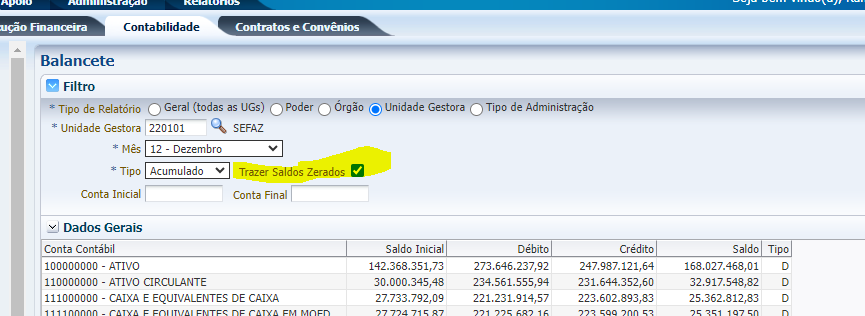 Apoio Administração Relatórios
ução Financeira Contabilidade Contratos e Convênios
Balancete
Filtro
* Tipo de Relatório Geral (todas as UGs) Poder Órgão Unidade Gestora Tipo de Administração
* Unidade Gestora 220101 SEFAZ
* Mês 12 - Dezembro
* Tipo Acumulado Trazer Saldos Zerados
Conta Inicial Conta Final
Dados Gerais
Conta Contábil Saldo Inicial Débito Crédito Saldo Tipo
100000000 - ATIVO 142.368.351,73 273.646.237,92 247.987.121,64 168.027.468,01 D
110000000 - ATIVO CIRCULANTE 30.000.345,48 234.561.555,94 231.644.352,60 32.917.548,82 D
111000000 - CAIXA E EQUIVALENTES DE CAIXA 27.733.792,09 221.231.914,57 223.602.893,83 25.362.812,83 D
111100000 - CAIXA E EQUIVALENTES DE CAIXA EM MOED 27.724.715,87 221.225.682,16 223.599.200,53 25.351.197,50 D